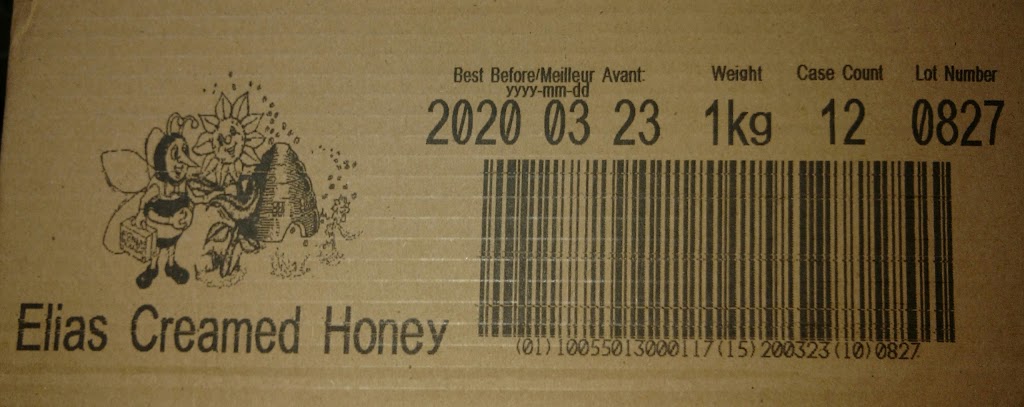 Best Before/Meilleur Avant: Weight Case Count Lot Number
yyyy-mm-dd
2020 03 23 1kg 12 0827
Elias Creamed Honey
(01)10055013000117(15)200323(10)0827